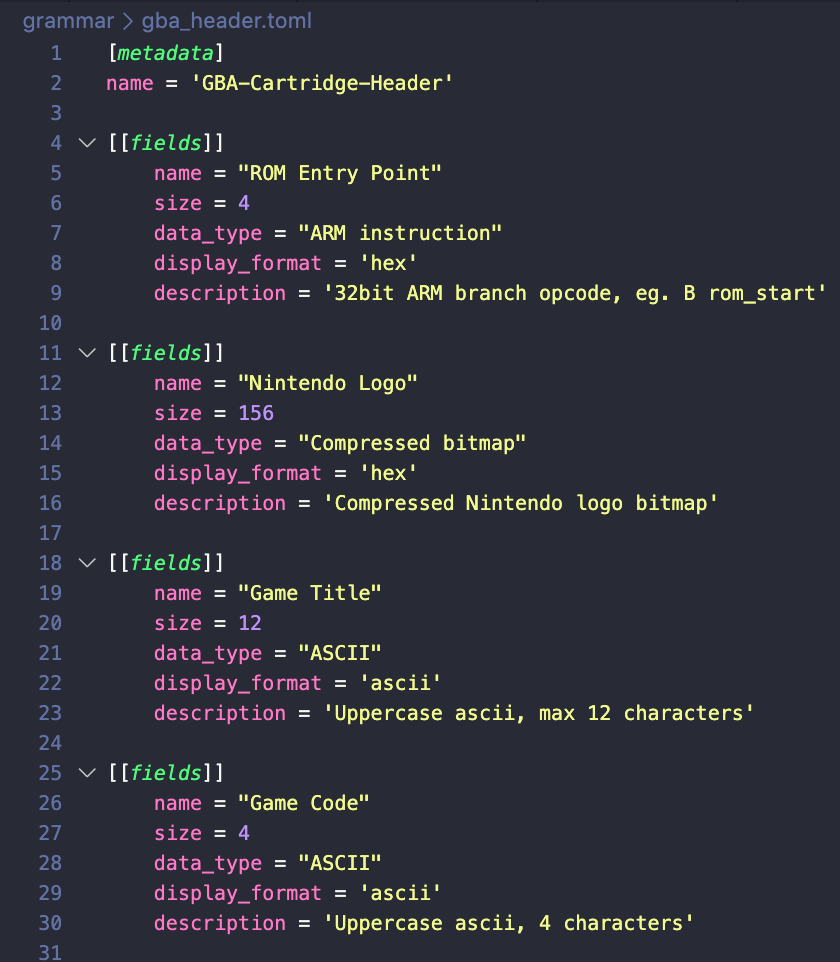 grammar > gba_header.toml
1 [metadata]
2 name = 'GBA-Cartridge-Header'
3
4 [[fields]]
5 name = "ROM Entry Point"
6 size = 4
7 data_type = "ARM instruction"
8 display_format = 'hex'
9 description = '32bit ARM branch opcode, eg. B rom_start'
10
11 [[fields]]
12 name = "Nintendo Logo"
13 size = 156
14 data_type = "Compressed bitmap"
15 display_format = 'hex'
16 description = 'Compressed Nintendo logo bitmap'
17
18 [[fields]]
19 name = "Game Title"
20 size = 12
21 data_type = "ASCII"
22 display_format = 'ascii'
23 description = 'Uppercase ascii, max 12 characters'
24
25 [[fields]]
26 name = "Game Code"
27 size = 4
28 data_type = "ASCII"
29 display_format = 'ascii'
30 description = 'Uppercase ascii, 4 characters'
31